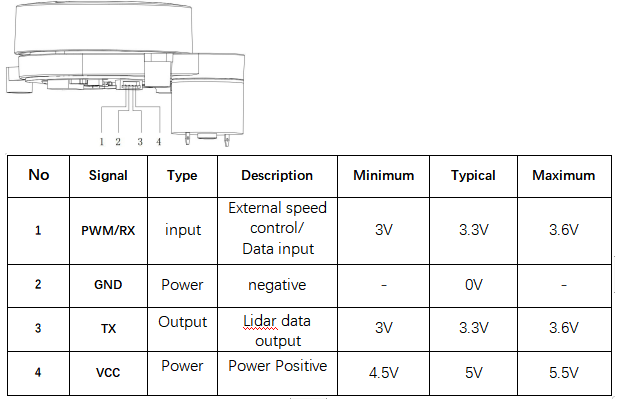 1 2 3 4
No Signal Type Description Minimum Typical Maximum
1 PWM/RX input External speed control/ Data input 3V 3.3V 3.6V
2 GND Power negative - 0V -
3 TX Output Lidar data output 3V 3.3V 3.6V
4 VCC Power Power Positive 4.5V 5V 5.5V